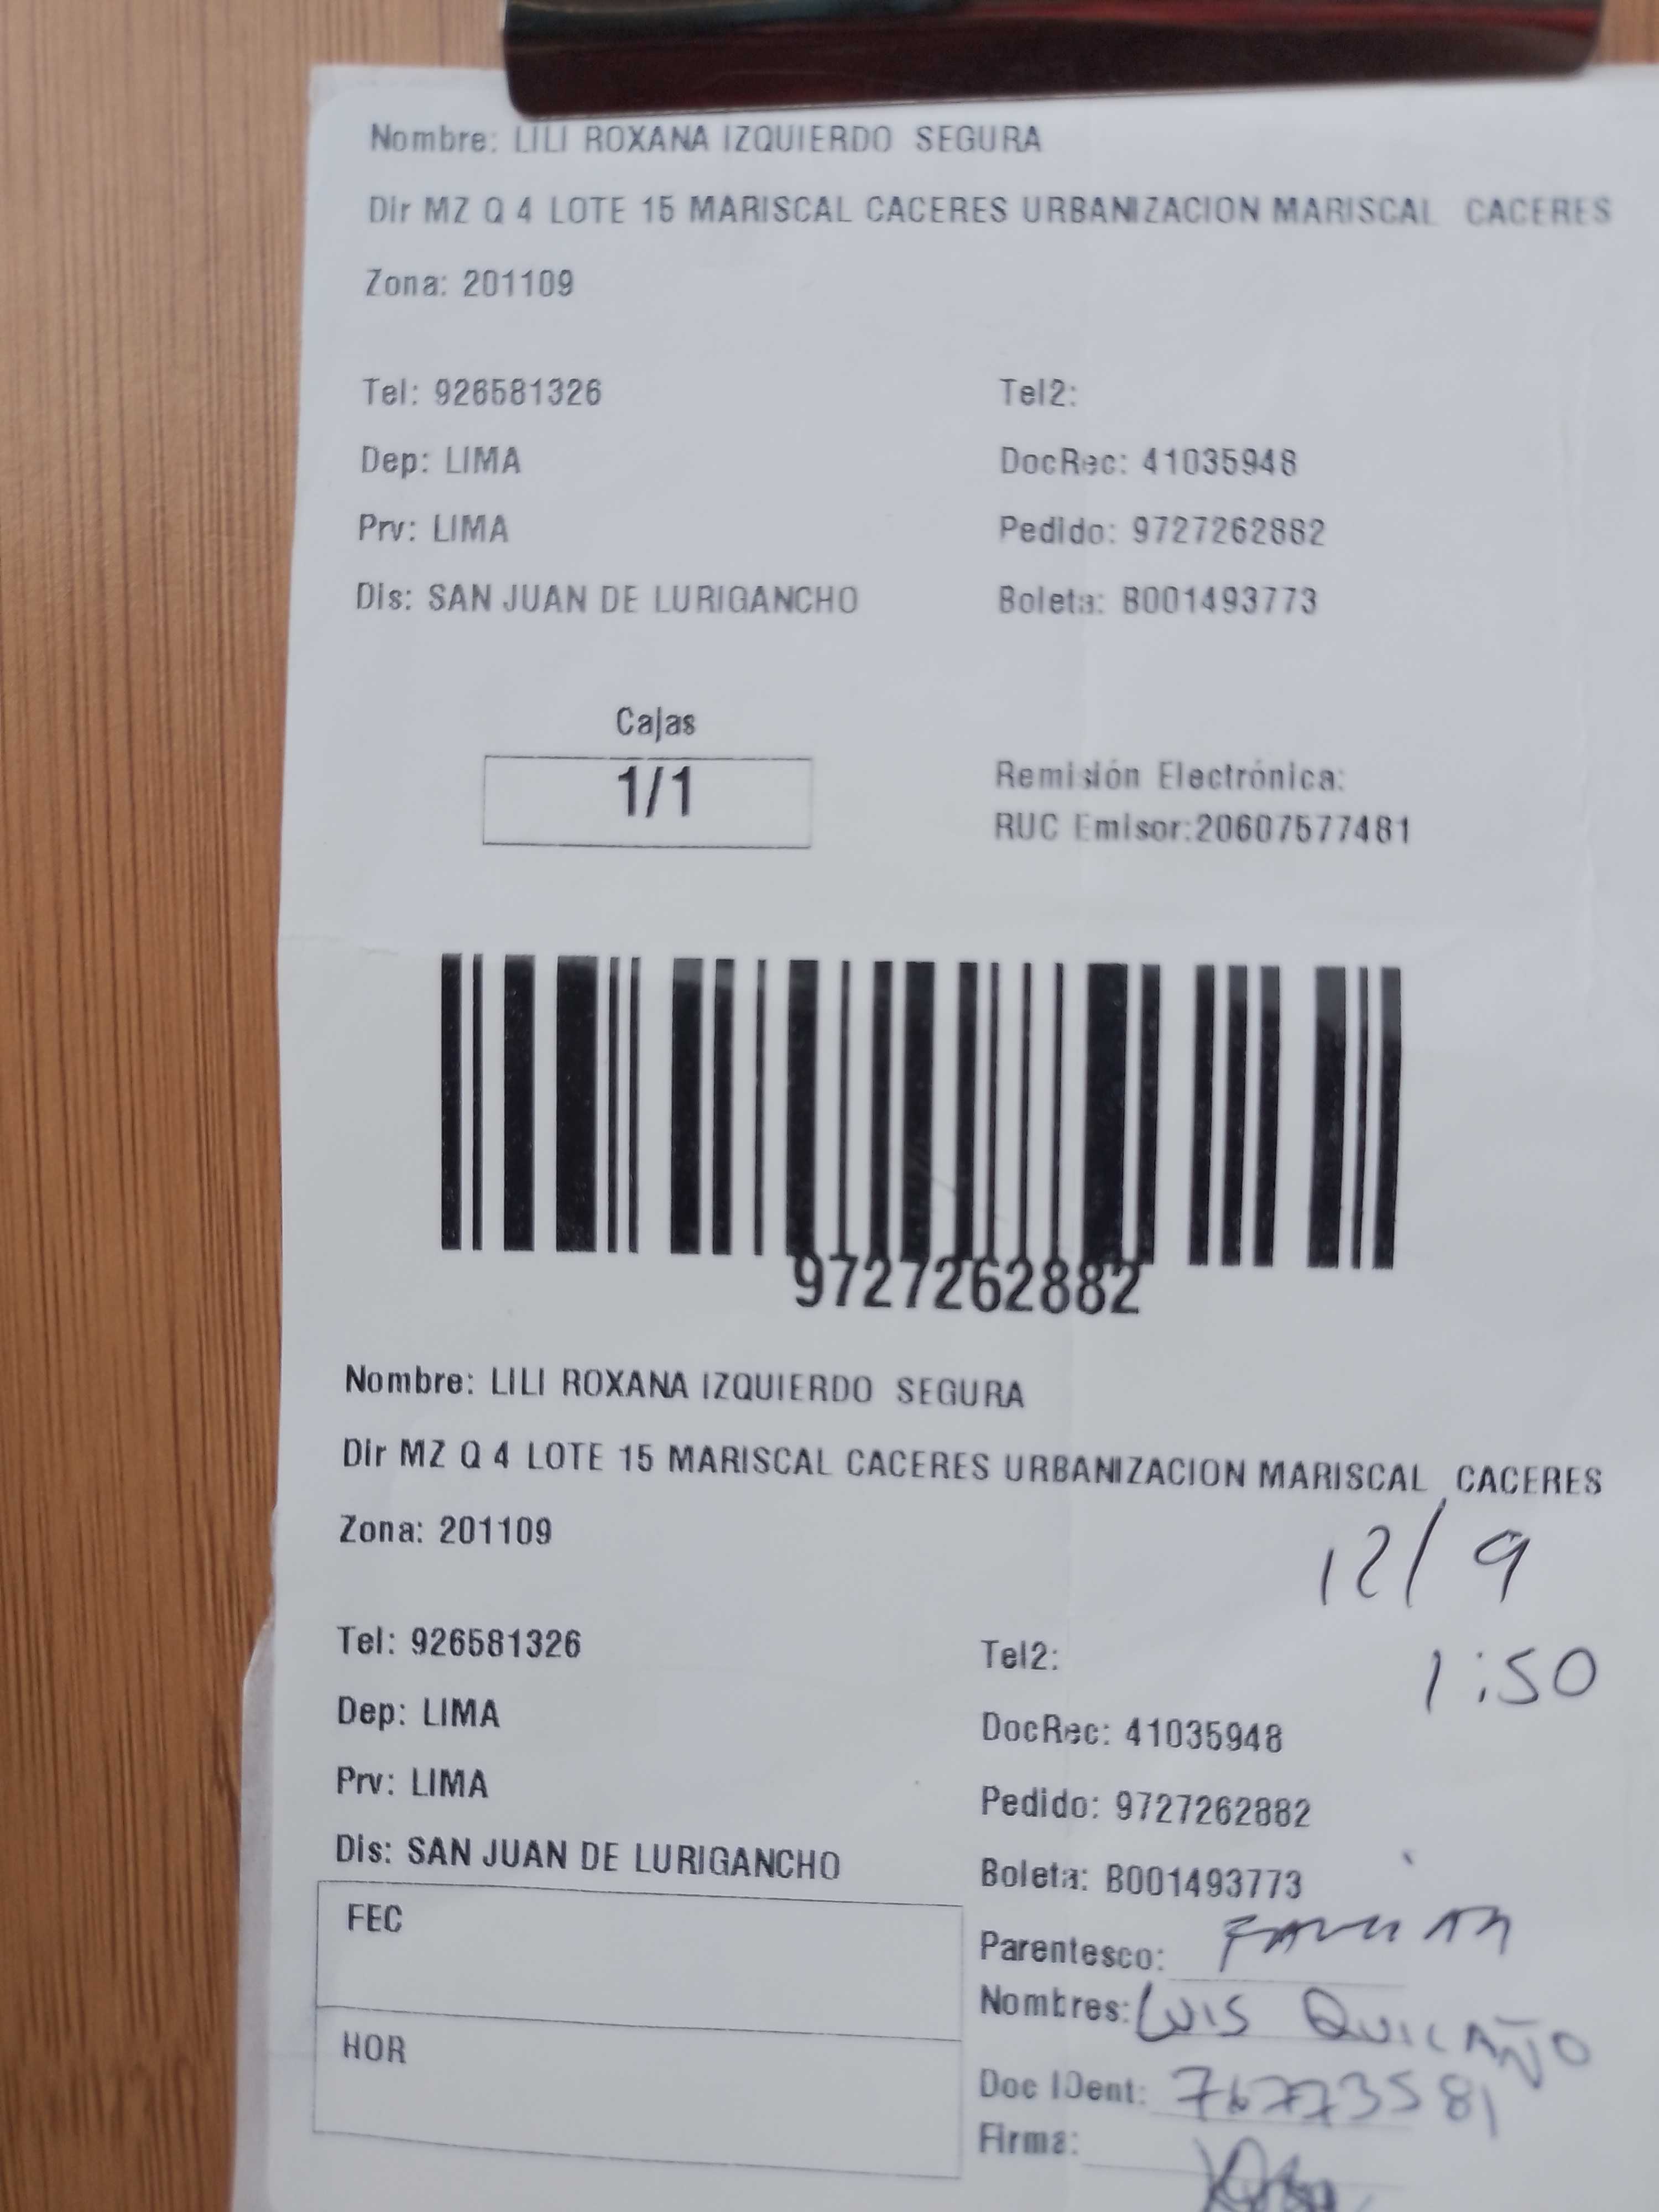 Nombre: LILI ROXANA IZQUIERDO SEGURA
Dir MZ Q 4 LOTE 15 MARISCAL CACERES URBANIZACION MARISCAL CACERES
Zona: 201109
Tel: 926581326 Tel2:
Dep: LIMA DocRec: 41035948
Prv: LIMA Pedido: 9727262882
Dis: SAN JUAN DE LURIGANCHO Boleta: B001493773
Cajas
1/1
Remisión Electrónica:
RUC Emisor:20607577481
9727262882
Nombre: LILI ROXANA IZQUIERDO SEGURA
Dir MZ Q 4 LOTE 15 MARISCAL CACERES URBANIZACION MARISCAL CACERES
Zona: 201109
12/9
1:50
Tel: 926581326 Tel2:
Dep: LIMA DocRec: 41035948
Prv: LIMA Pedido: 9727262882
Dis: SAN JUAN DE LURIGANCHO Boleta: B001493773
FEC
HOR
Parentesco:
Nombres: LUIS QUICAÑO
Doc IDent: 76773581
Firma: